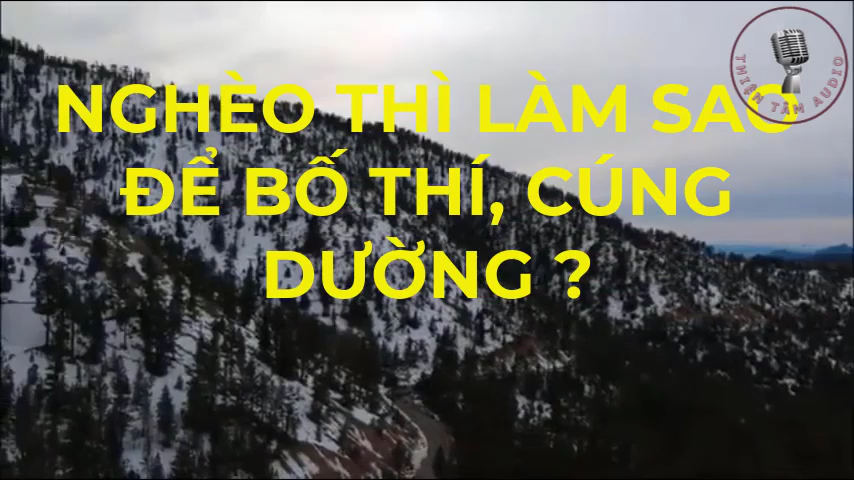 NGHÈO THÌ LÀM SAO
ĐỂ BỐ THÍ, CÚNG
DƯỜNG ?
THIỆN TÂM AUDIO